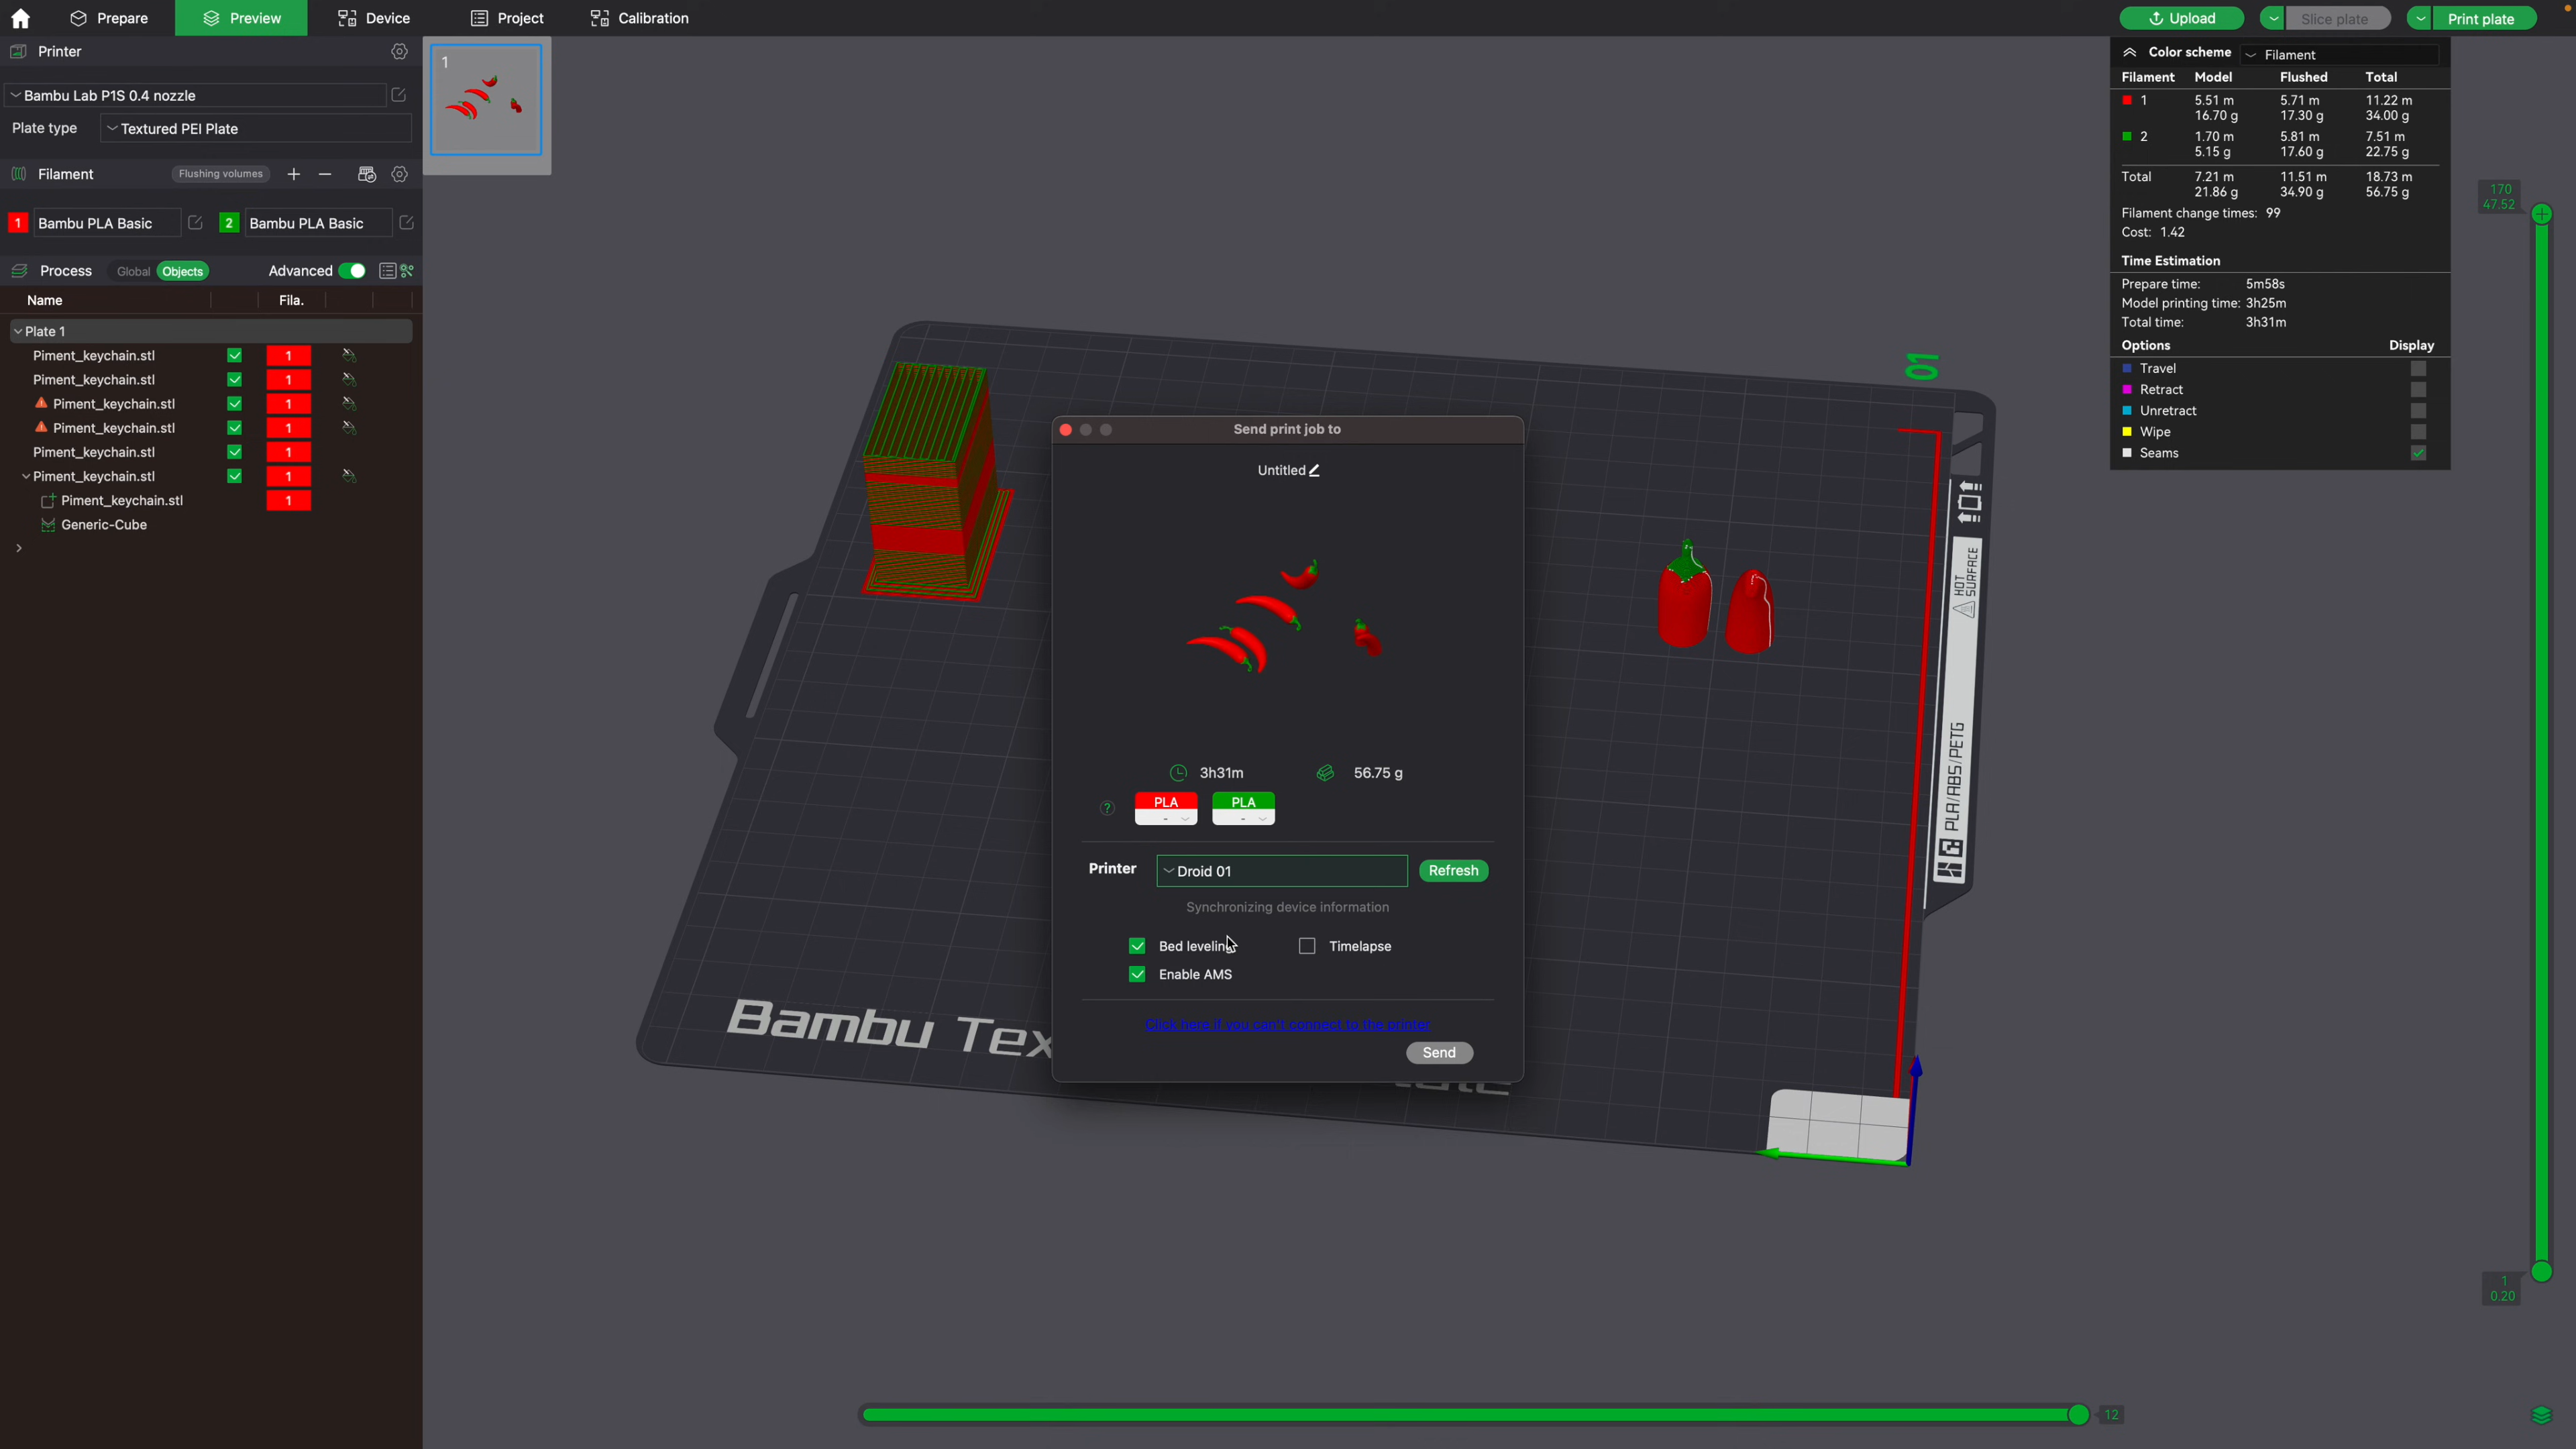 Prepare
Preview
Device
Project
Calibration
Upload
Slice plate
Print plate
Printer
Bambu Lab P1S 0.4 nozzle
Plate type
Textured PEI Plate
Filament
Flushing volumes
1 Bambu PLA Basic
2 Bambu PLA Basic
Process
Global
Objects
Advanced
Name Fila.
Plate 1
Piment_keychain.stl 1
Piment_keychain.stl 1
Piment_keychain.stl 1
Piment_keychain.stl 1
Piment_keychain.stl 1
Piment_keychain.stl 1
Piment_keychain.stl 1
Generic-Cube
1
Send print job to
Untitled
3h31m
56.75 g
? PLA PLA
- -
Printer
Droid 01
Refresh
Synchronizing device information
Bed leveling
Timelapse
Enable AMS
Click here if you can't connect to the printer
Send
01
HOT
SURFACE
PLA/ABS/PETG
Bambu Tex
Color scheme
Filament
Filament Model Flushed Total
1 5.51 m 5.71 m 11.22 m
16.70 g 17.30 g 34.00 g
2 1.70 m 5.81 m 7.51 m
5.15 g 17.60 g 22.75 g
Total 7.21 m 11.51 m 18.73 m
21.86 g 34.90 g 56.75 g
Filament change times: 99
Cost: 1.42
Time Estimation
Prepare time: 5m58s
Model printing time: 3h25m
Total time: 3h31m
Options Display
Travel
Retract
Unretract
Wipe
Seams
170
47.52
1
0.20
12